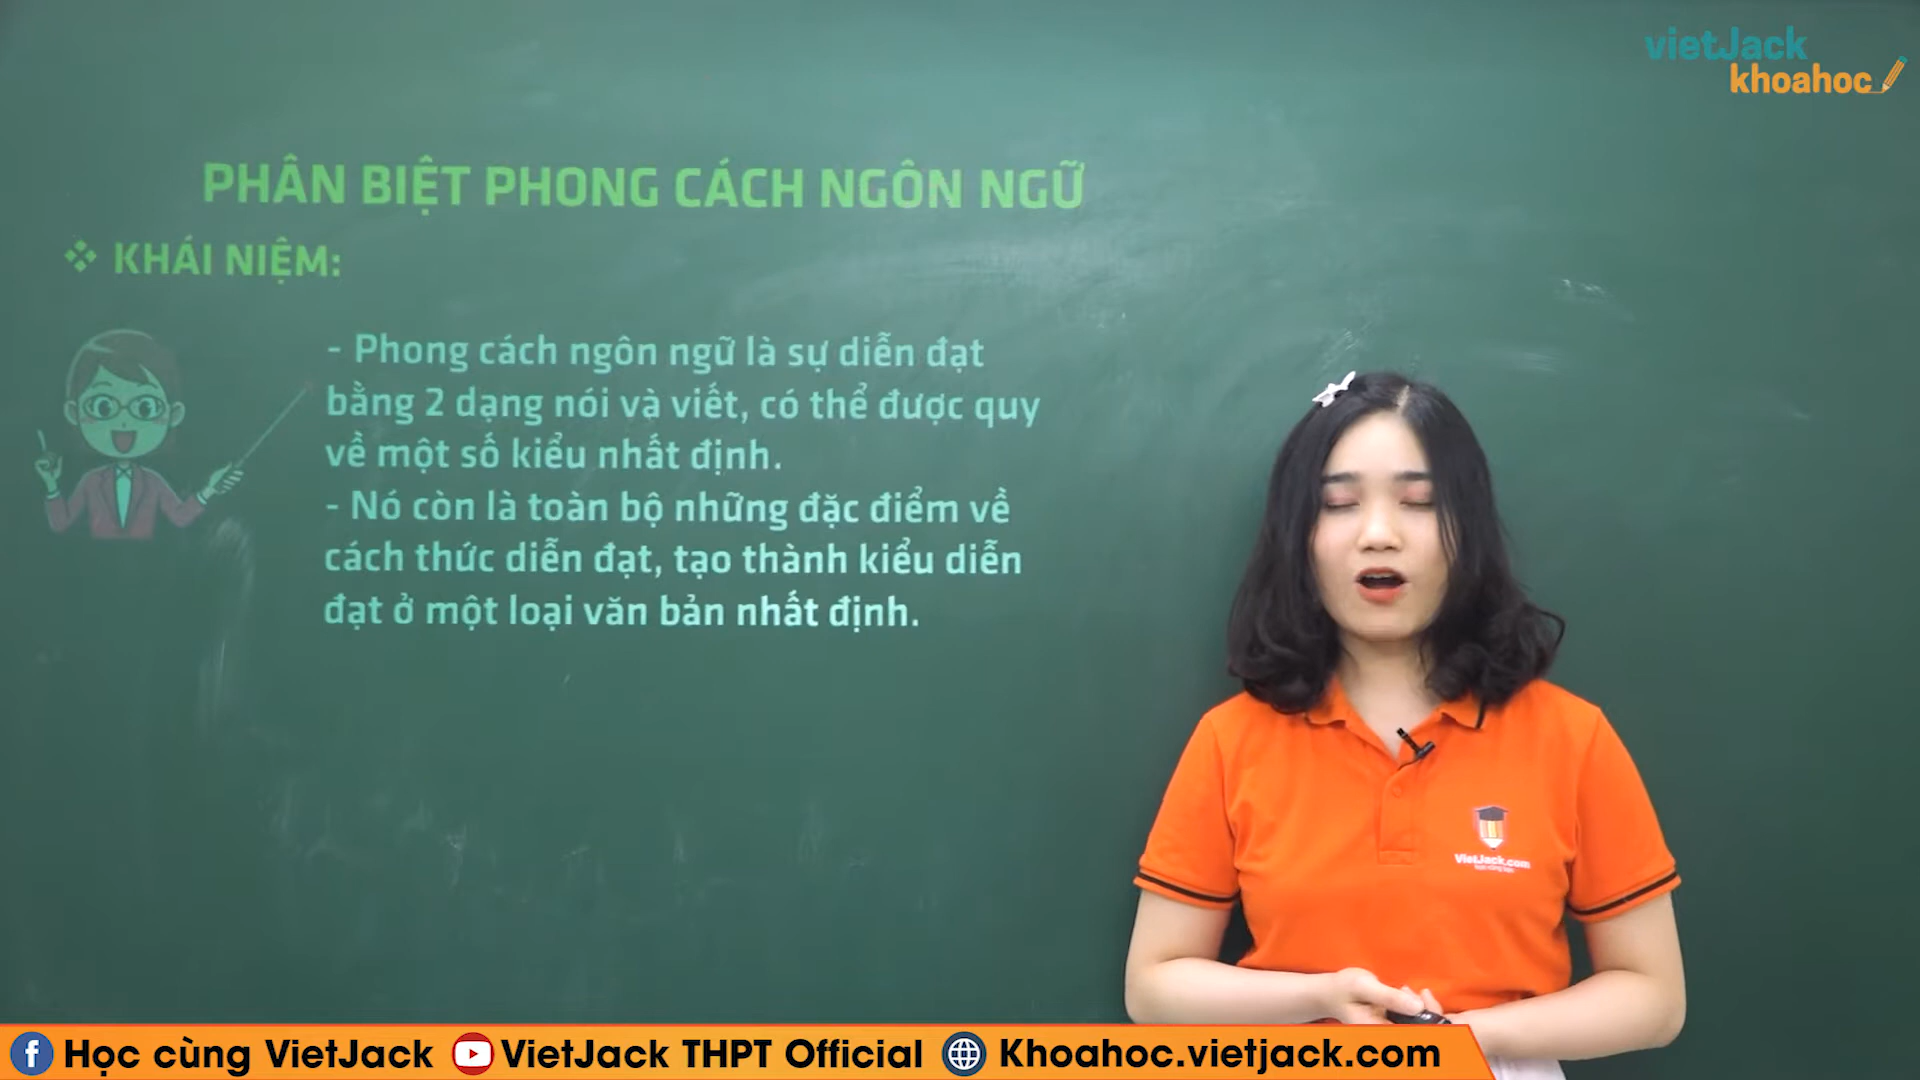 vietJack
khoahoc
PHÂN BIỆT PHONG CÁCH NGÔN NGỮ
❖ KHÁI NIỆM:
- Phong cách ngôn ngữ là sự diễn đạt
bằng 2 dạng nói và viết, có thể được quy
về một số kiểu nhất định.
- Nó còn là toàn bộ những đặc điểm về
cách thức diễn đạt, tạo thành kiểu diễn
đạt ở một loại văn bản nhất định.
VietJack.com
Học cùng VietJack VietJack THPT Official Khoahoc.vietjack.com